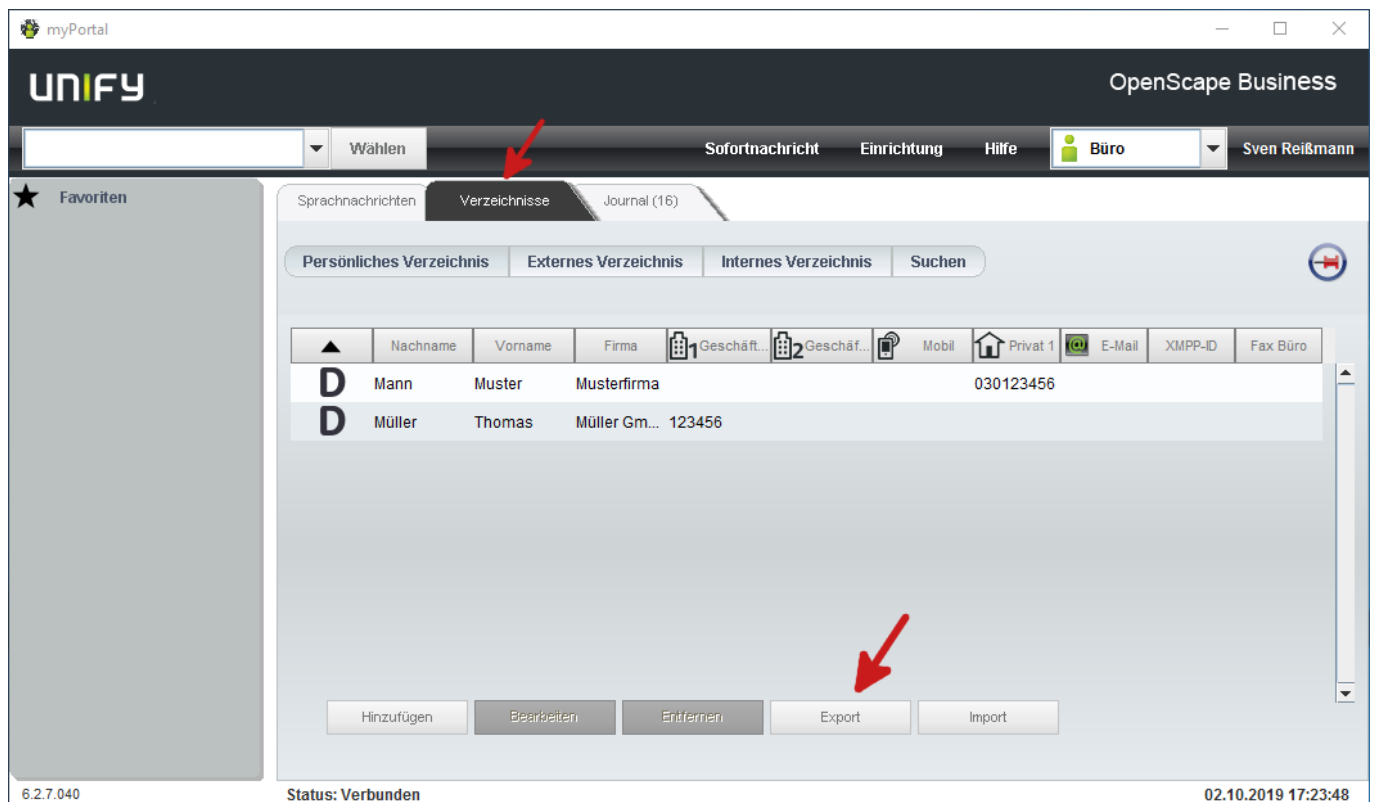 myPortal
UNIFY
OpenScape Business
Wählen
Sofortnachricht Einrichtung Hilfe Büro Sven Reißmann
Favoriten
Sprachnachrichten Verzeichnisse Journal (16)
Persönliches Verzeichnis Externes Verzeichnis Internes Verzeichnis Suchen
Nachname Vorname Firma 1 Geschäft... 2 Geschäf... Mobil Privat 1 @ E-Mail XMPP-ID Fax Büro
D Mann Muster Musterfirma 030123456
D Müller Thomas Müller Gm... 123456
Hinzufügen Bearbeiten Entfernen Export Import
6.2.7.040 Status: Verbunden 02.10.2019 17:23:48